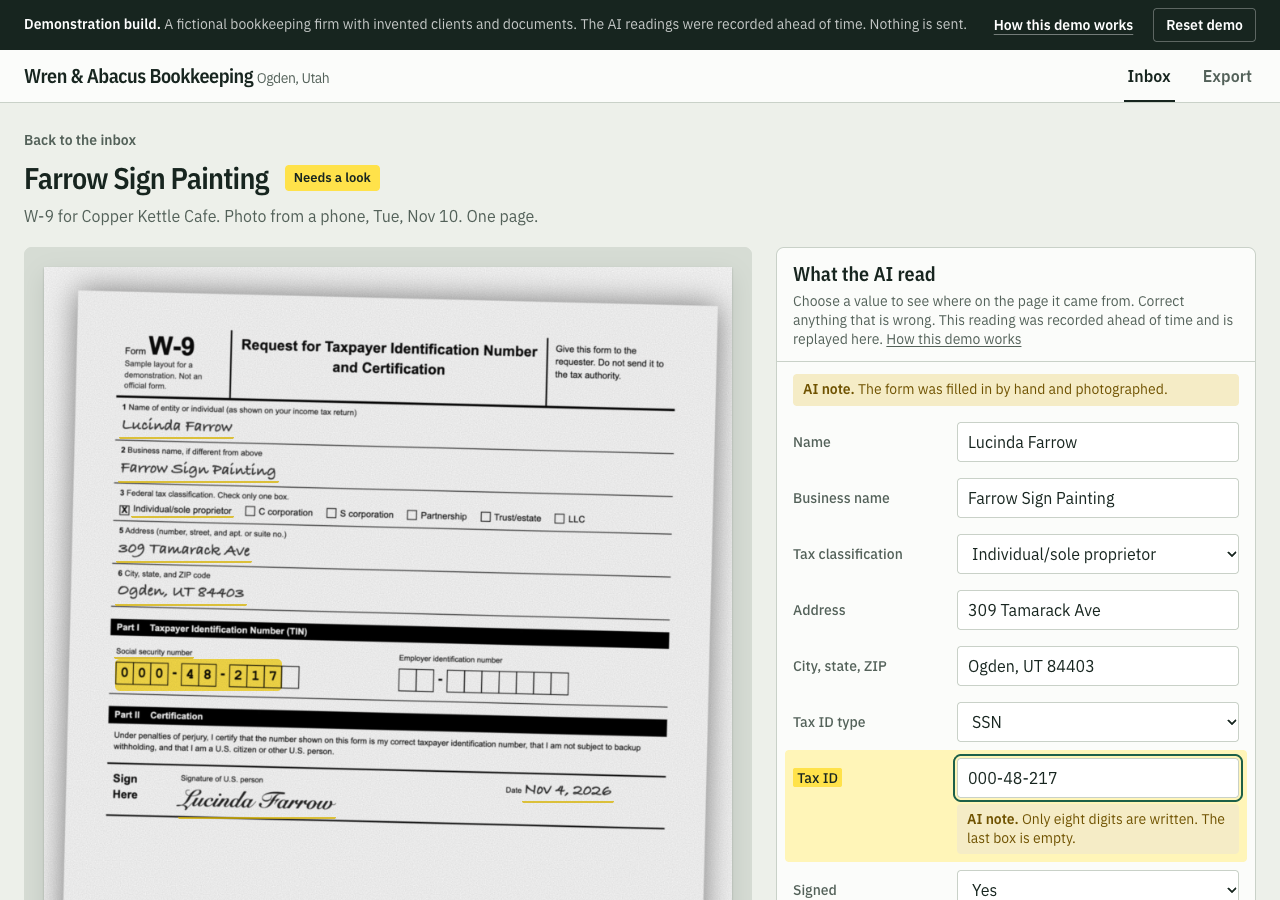 Demonstration build. A fictional bookkeeping firm with invented clients and documents. The AI readings were recorded ahead of time. Nothing is sent.
How this demo works
Reset demo
Wren & Abacus Bookkeeping Ogden, Utah
Inbox
Export
Back to the inbox
Farrow Sign Painting
Needs a look
W-9 for Copper Kettle Cafe. Photo from a phone, Tue, Nov 10. One page.
Form W-9
Sample layout for a
demonstration. Not an
official form.
Request for Taxpayer Identification Number
and Certification
Give this form to the
requester. Do not send it to
the tax authority.
1 Name of entity or individual (as shown on your income tax return)
Lucinda Farrow
2 Business name, if different from above
Farrow Sign Painting
3 Federal tax classification. Check only one box.
X Individual/sole proprietor
C corporation
S corporation
Partnership
Trust/estate
LLC
5 Address (number, street, and apt. or suite no.)
309 Tamarack Ave
6 City, state, and ZIP code
Ogden, UT 84403
Part I Taxpayer Identification Number (TIN)
Social security number
000-48-217
Employer identification number
-
Part II Certification
Under penalties of perjury, I certify that the number shown on this form is my correct taxpayer identification number, that I am not subject to backup
withholding, and that I am a U.S. citizen or other U.S. person.
Sign
Here
Signature of U.S. person
Lucinda Farrow
Date Nov 4, 2026
What the AI read
Choose a value to see where on the page it came from. Correct
anything that is wrong. This reading was recorded ahead of time and is
replayed here. How this demo works
AI note. The form was filled in by hand and photographed.
Name
Lucinda Farrow
Business name
Farrow Sign Painting
Tax classification
Individual/sole proprietor
Address
309 Tamarack Ave
City, state, ZIP
Ogden, UT 84403
Tax ID type
SSN
Tax ID
000-48-217
AI note. Only eight digits are written. The
last box is empty.
Signed
Yes